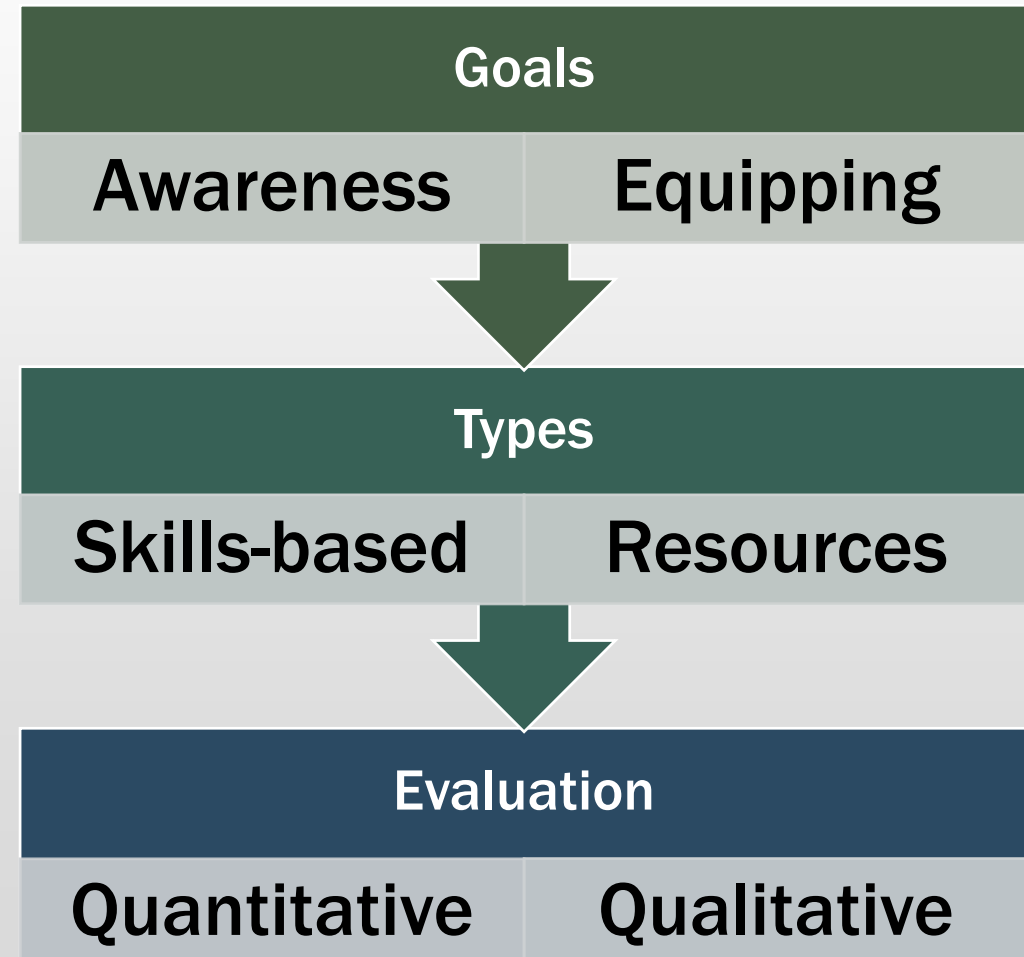 Goals
Awareness Equipping
Types
Skills-based Resources
Evaluation
Quantitative Qualitative